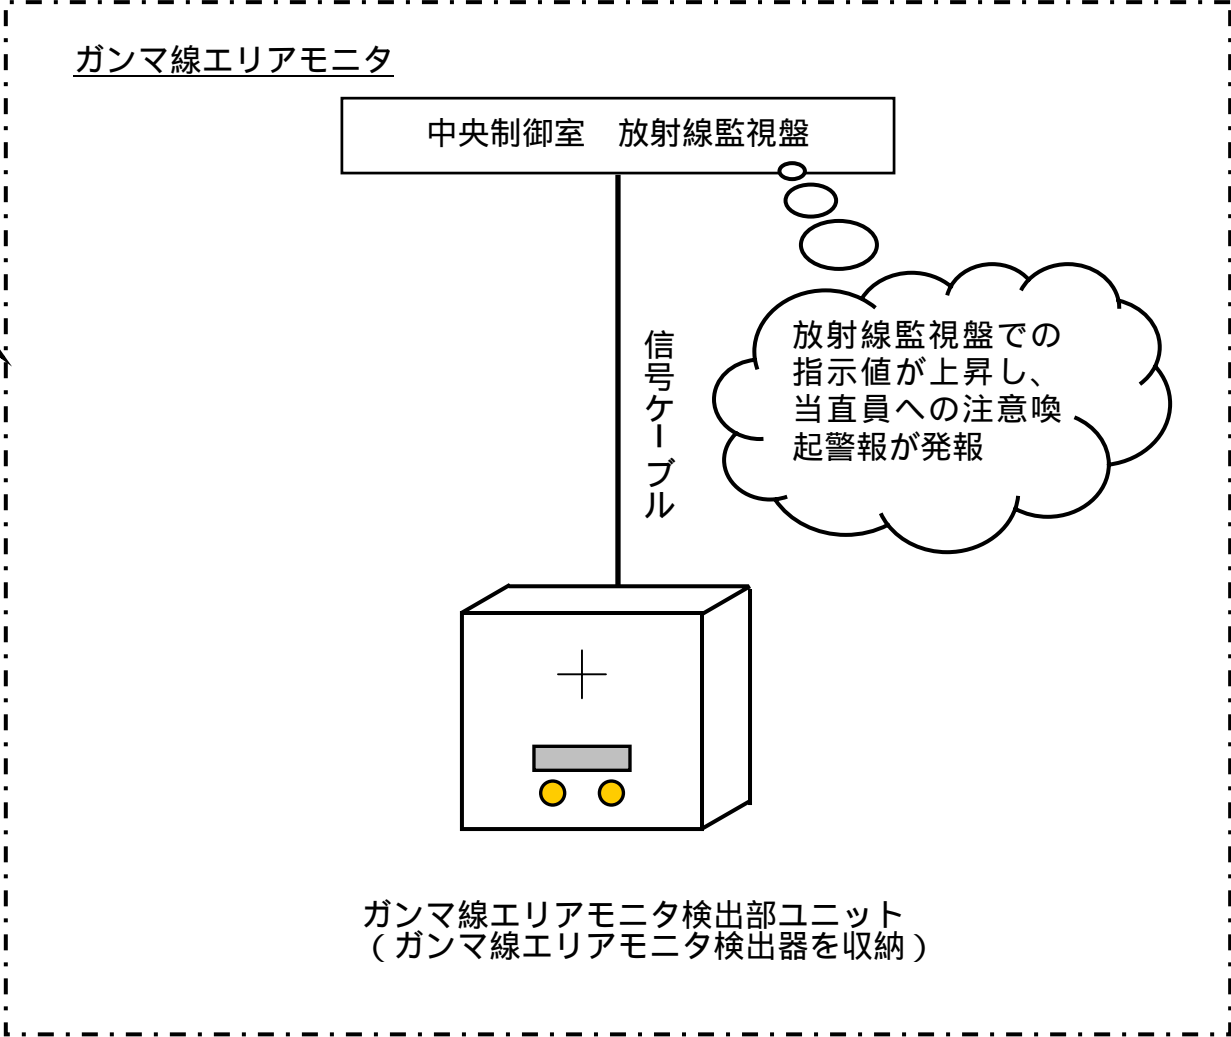 ガンマ線エリアモニタ
中央制御室　放射線監視盤
信号ケーブル
放射線監視盤での
指示値が上昇し、
当直員への注意喚
起警報が発報
ガンマ線エリアモニタ検出部ユニット
（ガンマ線エリアモニタ検出器を収納）